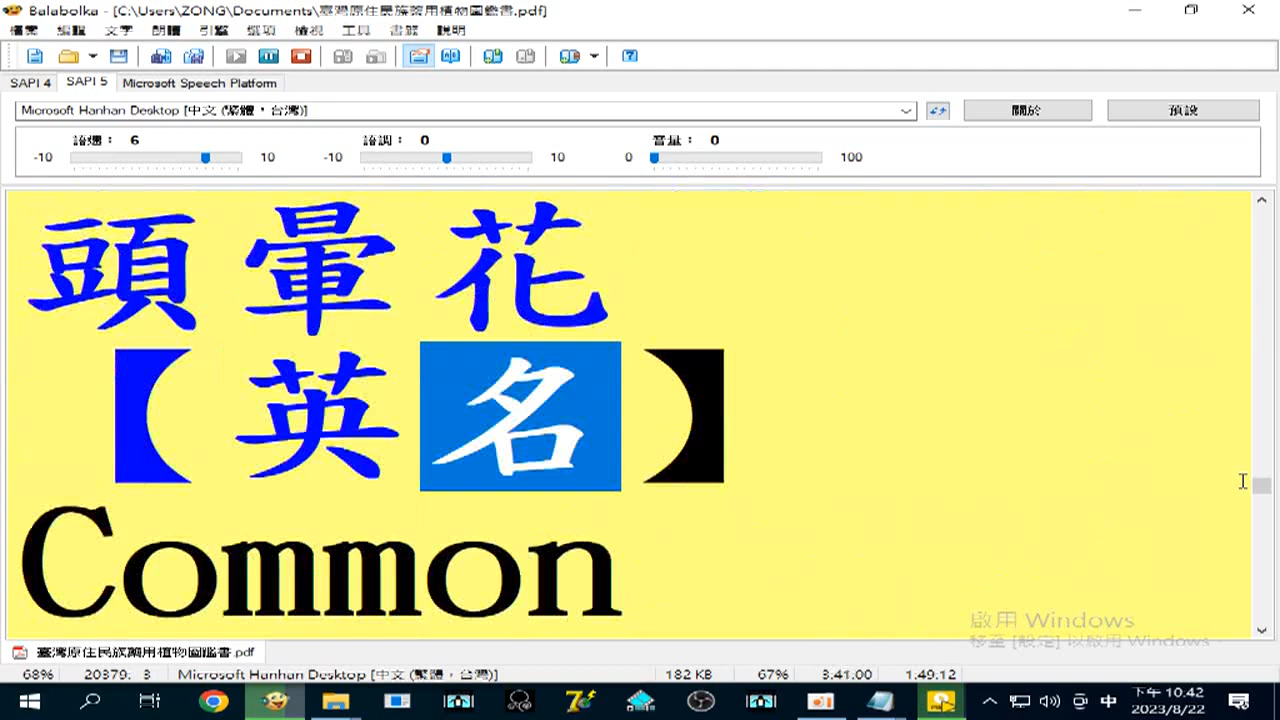 Balabolka - [C:\Users\ZONG\Documents\臺灣原住民族藥用植物圖鑑書.pdf]
檔案 編輯 文字 朗讀 引擎 選項 檢視 工具 書籤 說明
SAPI 4 SAPI 5 Microsoft Speech Platform
Microsoft Hanhan Desktop [中文 (繁體，台灣)] 關於 預設
語速： 6 語調： 0 音量： 0
-10 10 -10 10 0 100
頭暈花
【英名】
Common
啟用 Windows
移至 [設定] 以啟用 Windows。
臺灣原住民族藥用植物圖鑑書.pdf
68% 20379: 3 Microsoft Hanhan Desktop [中文 (繁體，台灣)] 182 KB 67% 3.41.00 1:49.12
中 下午 10:42
2023/8/22